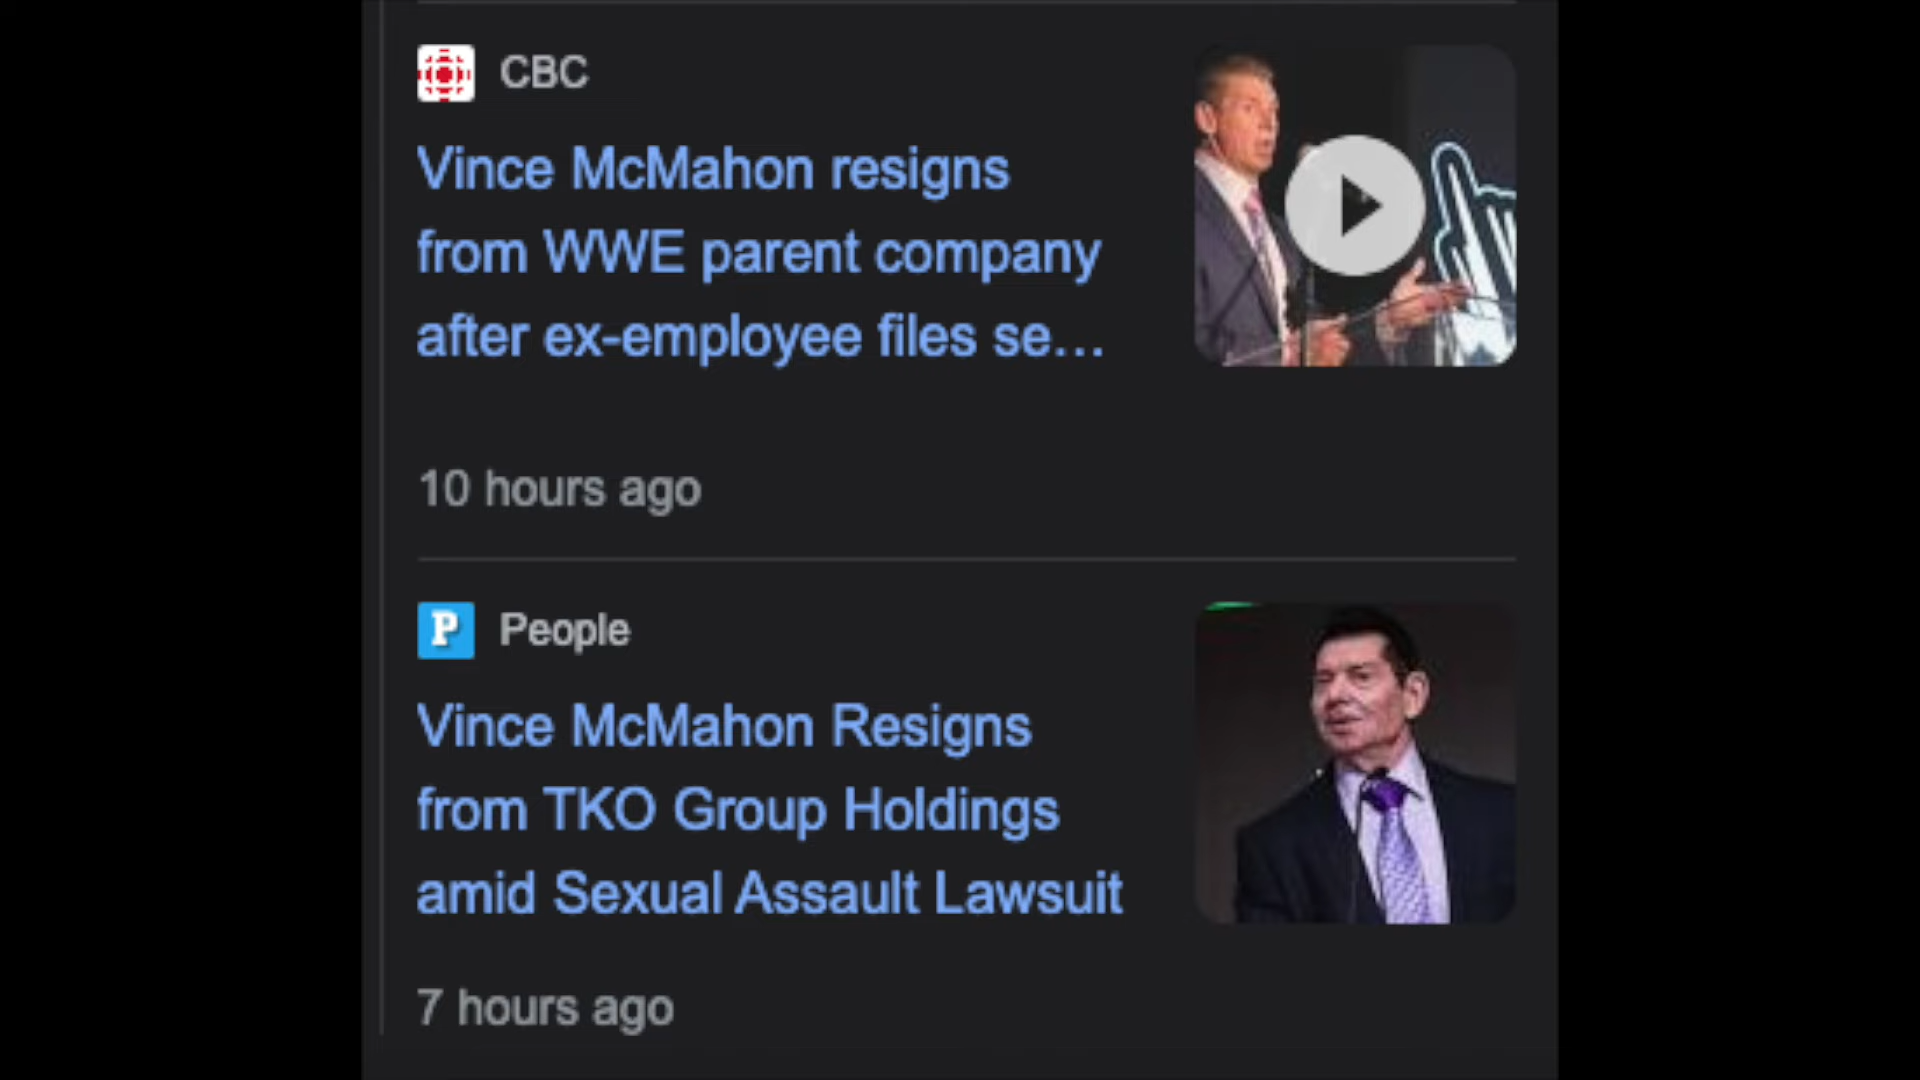 CBC
Vince McMahon resigns
from WWE parent company
after ex-employee files se...
10 hours ago
P People
Vince McMahon Resigns
from TKO Group Holdings
amid Sexual Assault Lawsuit
7 hours ago